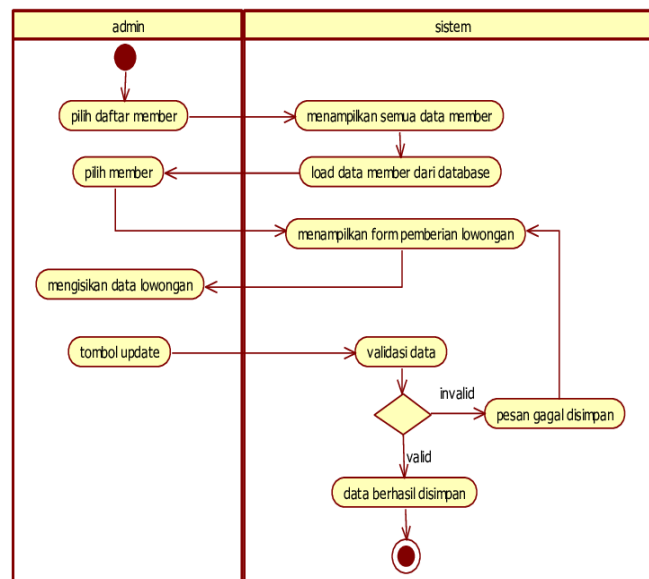 admin
sistem
pilih daftar member
menampilkan semua data member
pilih member
load data member dari database
menampilkan form pemberian lowongan
mengisikan data lowongan
tombol update
validasi data
invalid
pesan gagal disimpan
valid
data berhasil disimpan